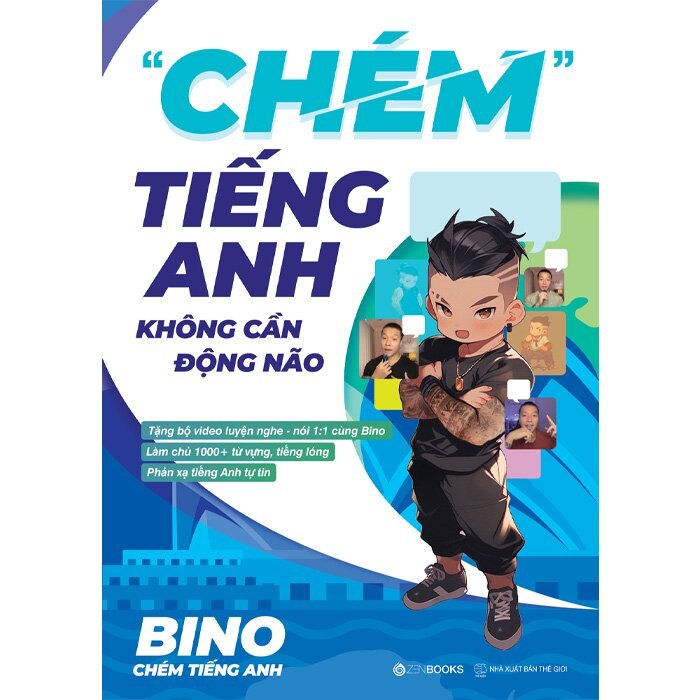 “CHÉM”
TIẾNG
ANH
KHÔNG CẦN
ĐỘNG NÃO
Tặng bộ video luyện nghe - nói 1:1 cùng Bino
Làm chủ 1000+ từ vựng, tiếng lóng
Phản xạ tiếng Anh tự tin
BINO
CHÉM TIẾNG ANH
ZENBOOKS
NHÀ XUẤT BẢN THẾ GIỚI